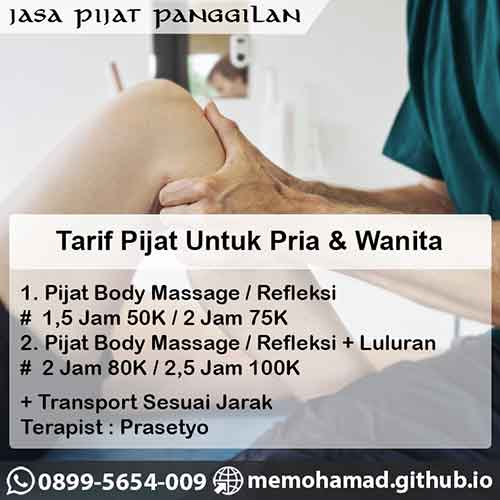 JASA PIJAT PANGGILAN
Tarif Pijat Untuk Pria & Wanita
1. Pijat Body Massage / Refleksi
# 1,5 Jam 50K / 2 Jam 75K
2. Pijat Body Massage / Refleksi + Luluran
# 2 Jam 80K / 2,5 Jam 100K
+ Transport Sesuai Jarak
Terapist : Prasetyo
0899-5654-009 memohamad.github.io